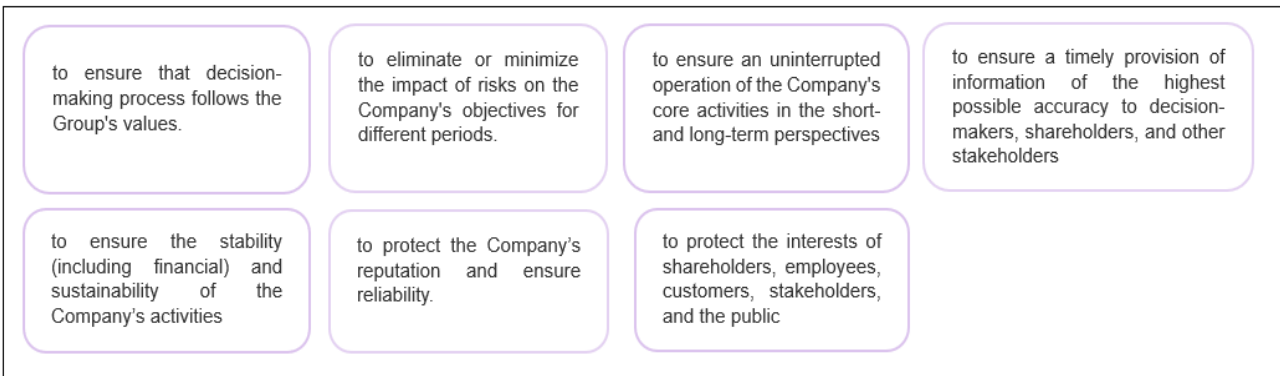 to ensure that decision-
making process follows the
Group's values.
to eliminate or minimize
the impact of risks on the
Company's objectives for
different periods.
to ensure an uninterrupted
operation of the Company's
core activities in the short-
and long-term perspectives
to ensure a timely provision of
information of the highest
possible accuracy to decision-
makers, shareholders, and other
stakeholders
to ensure the stability
(including financial) and
sustainability of the
Company’s activities
to protect the Company’s
reputation and ensure
reliability.
to protect the interests of
shareholders, employees,
customers, stakeholders,
and the public